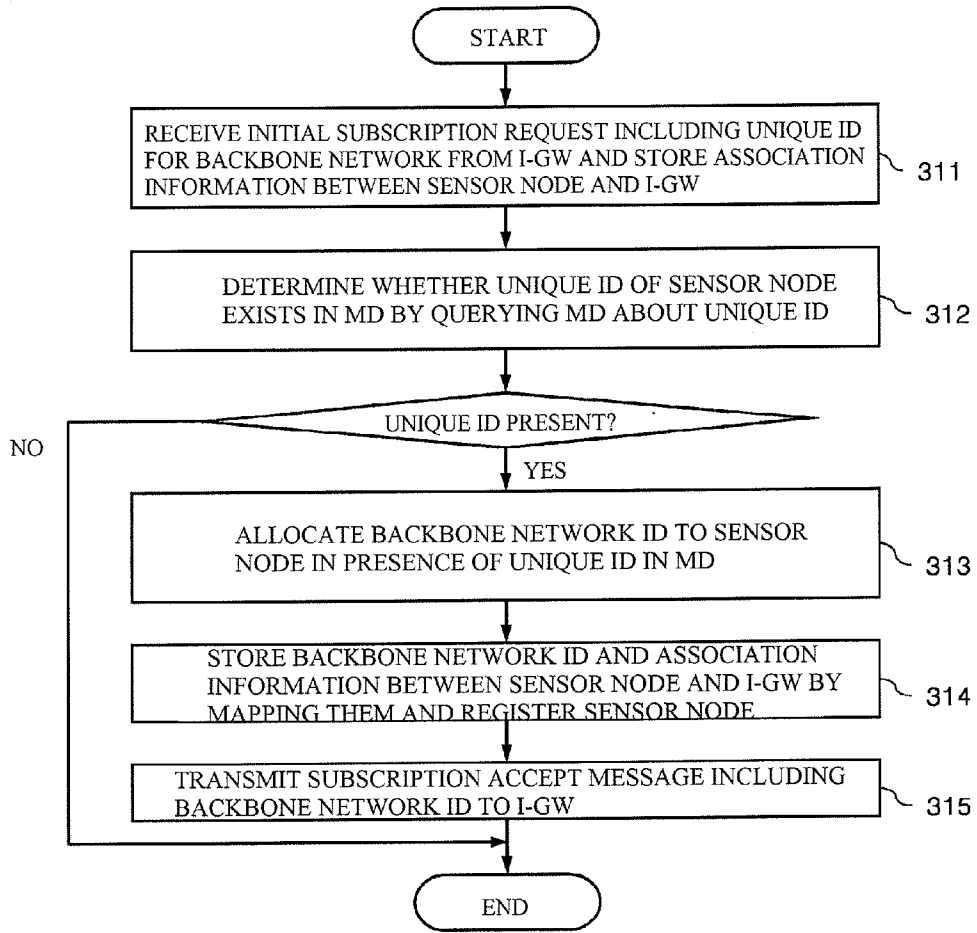 START
RECEIVE INITIAL SUBSCRIPTION REQUEST INCLUDING UNIQUE ID
FOR BACKBONE NETWORK FROM I-GW AND STORE ASSOCIATION
INFORMATION BETWEEN SENSOR NODE AND I-GW
311
DETERMINE WHETHER UNIQUE ID OF SENSOR NODE
EXISTS IN MD BY QUERYING MD ABOUT UNIQUE ID
312
UNIQUE ID PRESENT?
NO
YES
ALLOCATE BACKBONE NETWORK ID TO SENSOR
NODE IN PRESENCE OF UNIQUE ID IN MD
313
STORE BACKBONE NETWORK ID AND ASSOCIATION
INFORMATION BETWEEN SENSOR NODE AND I-GW BY
MAPPING THEM AND REGISTER SENSOR NODE
314
TRANSMIT SUBSCRIPTION ACCEPT MESSAGE INCLUDING
BACKBONE NETWORK ID TO I-GW
315
END